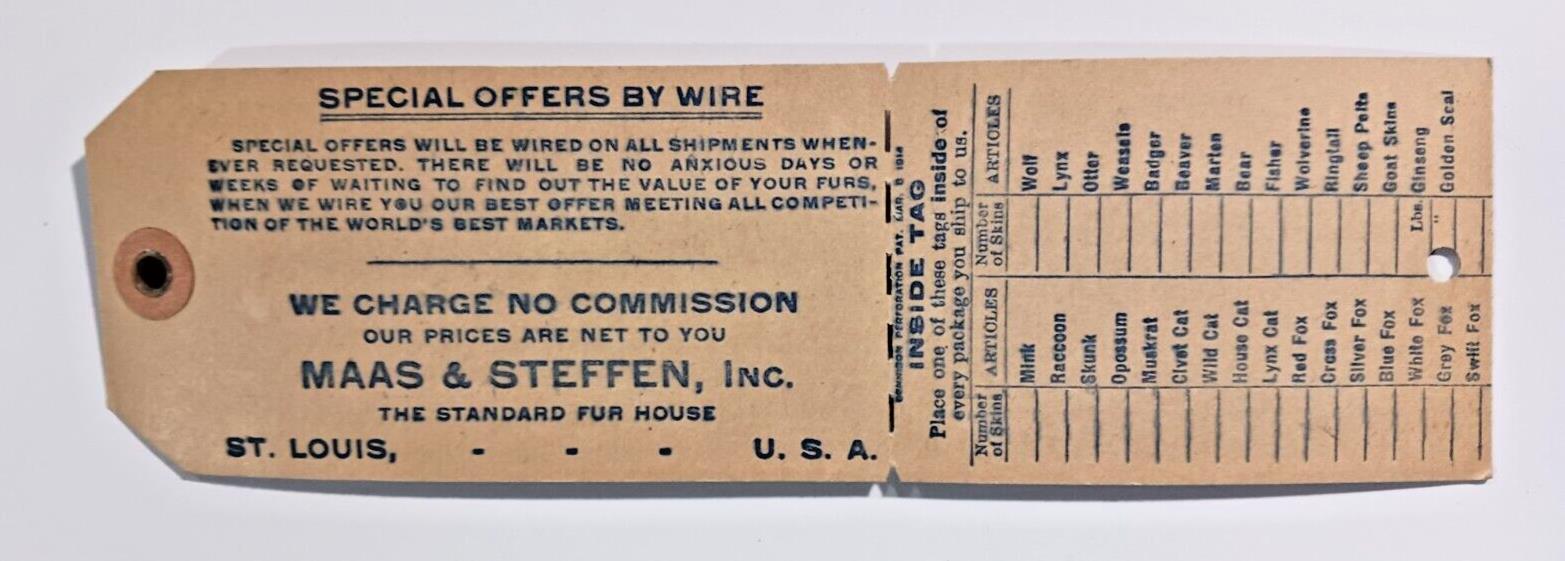 SPECIAL OFFERS BY WIRE
SPECIAL OFFERS WILL BE WIRED ON ALL SHIPMENTS WHEN-
EVER REQUESTED. THERE WILL BE NO ANXIOUS DAYS OR
WEEKS OF WAITING TO FIND OUT THE VALUE OF YOUR FURS,
WHEN WE WIRE YOU OUR BEST OFFER MEETING ALL COMPETI-
TION OF THE WORLD'S BEST MARKETS.
WE CHARGE NO COMMISSION
OUR PRICES ARE NET TO YOU
MAAS & STEFFEN, INC.
THE STANDARD FUR HOUSE
ST. LOUIS, - - - U. S. A.
DENNISON PERFORATION PAT. MAR. 1914
INSIDE TAG
Place one of these tags inside of
every package you ship to us.
Number of Skins ARTICLES Number of Skins ARTICLES
Mink Wolf
Raccoon Lynx
Skunk Otter
Opossum Weasels
Muskrat Badger
Civet Cat Beaver
Wild Cat Marten
House Cat Bear
Lynx Cat Fisher
Red Fox Wolverine
Cross Fox Ringtail
Silver Fox Sheep Pelts
Blue Fox Goat Skins
White Fox Lbs. Ginseng
Grey Fox " Golden Seal
Swift Fox